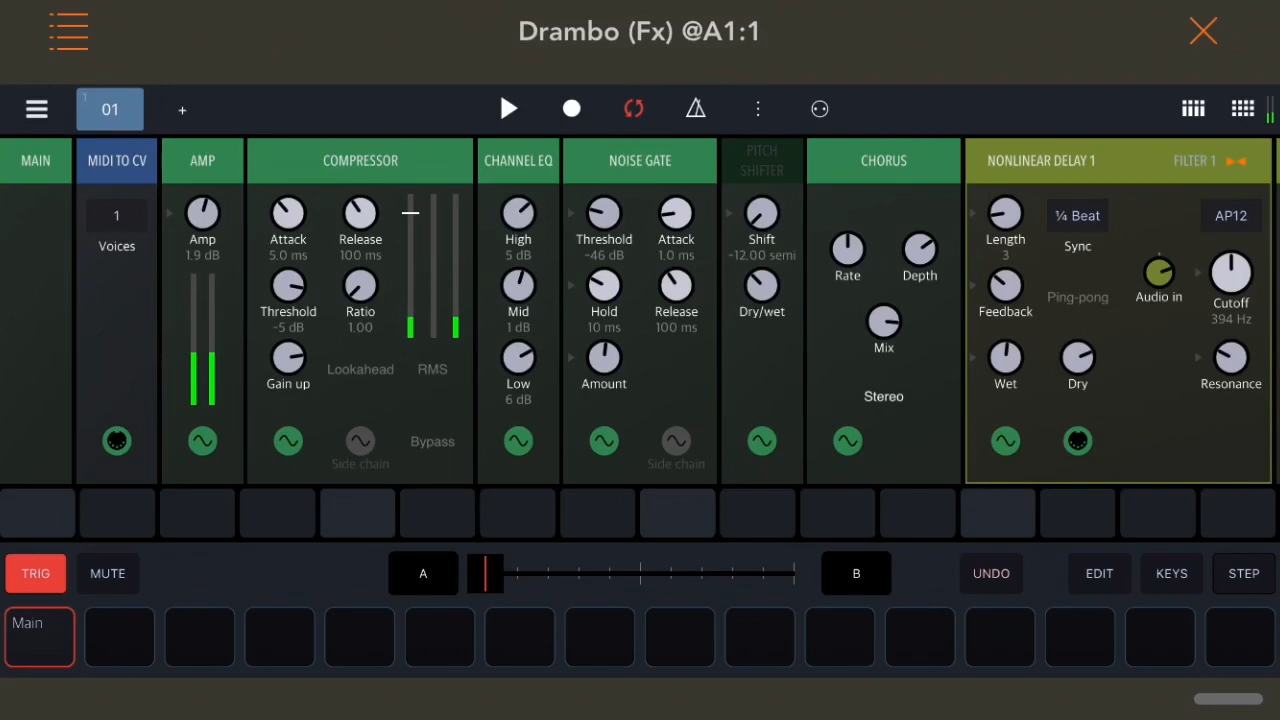 Drambo (Fx) @A1:1
1
01
+
MAIN
MIDI TO CV
AMP
COMPRESSOR
CHANNEL EQ
NOISE GATE
PITCH
SHIFTER
CHORUS
NONLINEAR DELAY 1
FILTER 1
1
Voices
Amp
1.9 dB
Attack
5.0 ms
Release
100 ms
Threshold
-5 dB
Ratio
1.00
Gain up
Lookahead
RMS
Side chain
Bypass
High
5 dB
Mid
1 dB
Low
6 dB
Threshold
-46 dB
Attack
1.0 ms
Hold
10 ms
Release
100 ms
Amount
Side chain
Shift
-12.00 semi
Dry/wet
Rate
Depth
Mix
Stereo
Length
3
¼ Beat
Sync
Feedback
Ping-pong
Wet
Dry
Audio in
AP12
Cutoff
394 Hz
Resonance
TRIG
MUTE
A
B
UNDO
EDIT
KEYS
STEP
Main